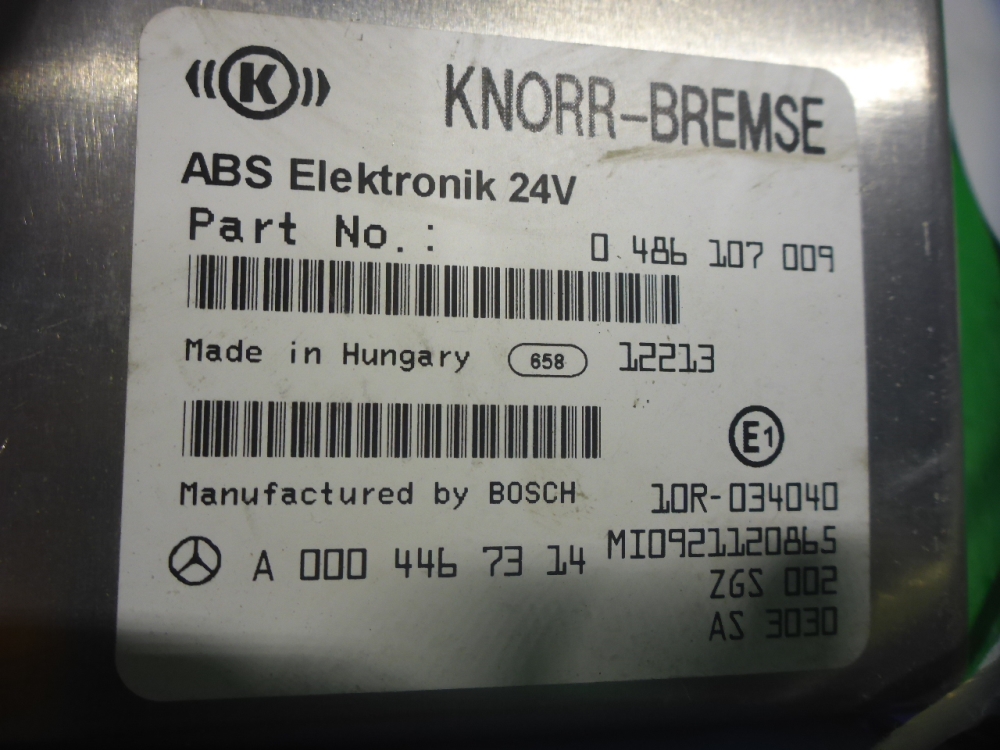 K KNORR-BREMSE
ABS Elektronik 24V
Part No.: 0 486 107 009
Made in Hungary 658 12213
E1
Manufactured by BOSCH 10R-034040
A 000 446 73 14 MI0921120865
ZGS 002
AS 3030